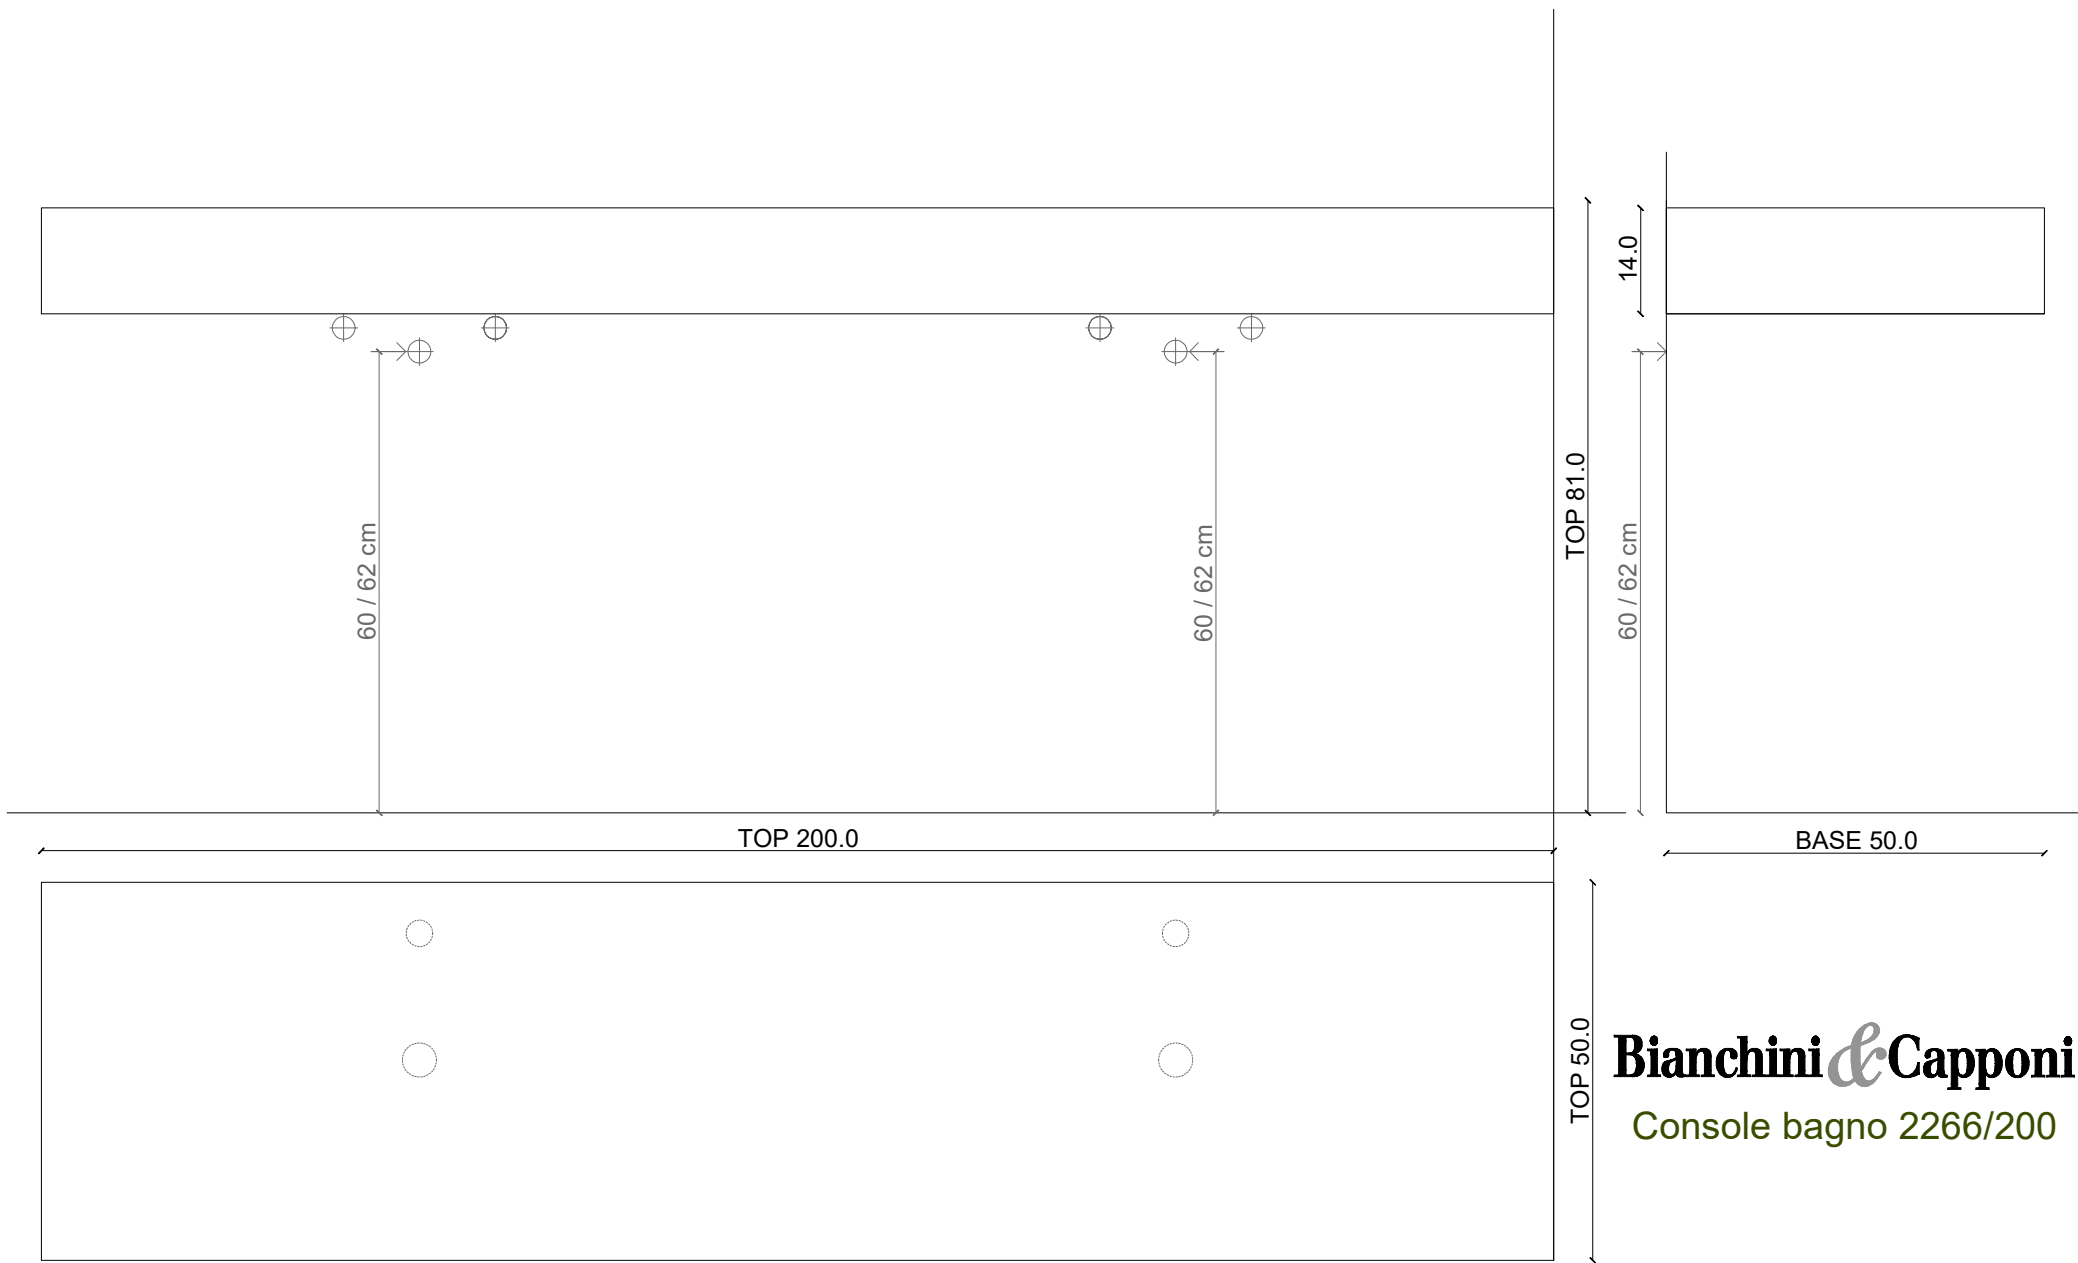 14.0
TOP 81.0
60 / 62 cm
60 / 62 cm
60 / 62 cm
TOP 200.0
BASE 50.0
TOP 50.0
Bianchini & Capponi
Console bagno 2266/200